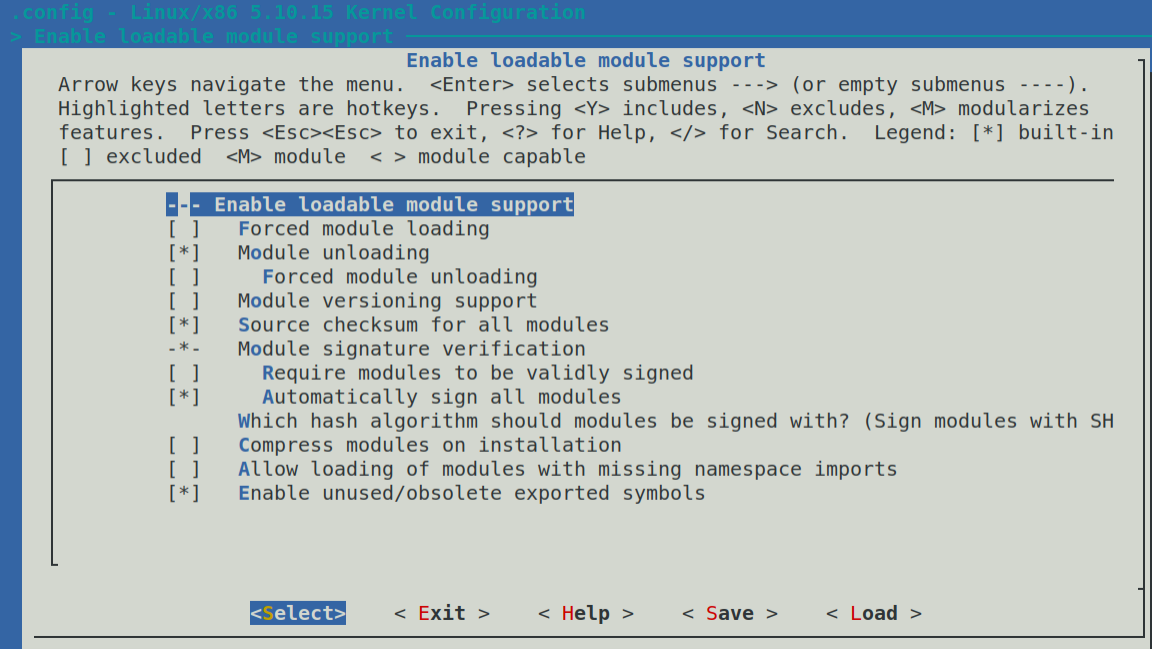 .config - Linux/x86 5.10.15 Kernel Configuration
> Enable loadable module support
Enable loadable module support
Arrow keys navigate the menu.  <Enter> selects submenus ---> (or empty submenus ----).
Highlighted letters are hotkeys.  Pressing <Y> includes, <N> excludes, <M> modularizes
features.  Press <Esc><Esc> to exit, <?> for Help, </> for Search.  Legend: [*] built-in
[ ] excluded  <M> module  < > module capable
--- Enable loadable module support
[ ]   Forced module loading
[*]   Module unloading
[ ]     Forced module unloading
[ ]   Module versioning support
[*]   Source checksum for all modules
-*-   Module signature verification
[ ]     Require modules to be validly signed
[*]     Automatically sign all modules
Which hash algorithm should modules be signed with? (Sign modules with SH
[ ]   Compress modules on installation
[ ]   Allow loading of modules with missing namespace imports
[*]   Enable unused/obsolete exported symbols
<Select>    < Exit >    < Help >    < Save >    < Load >